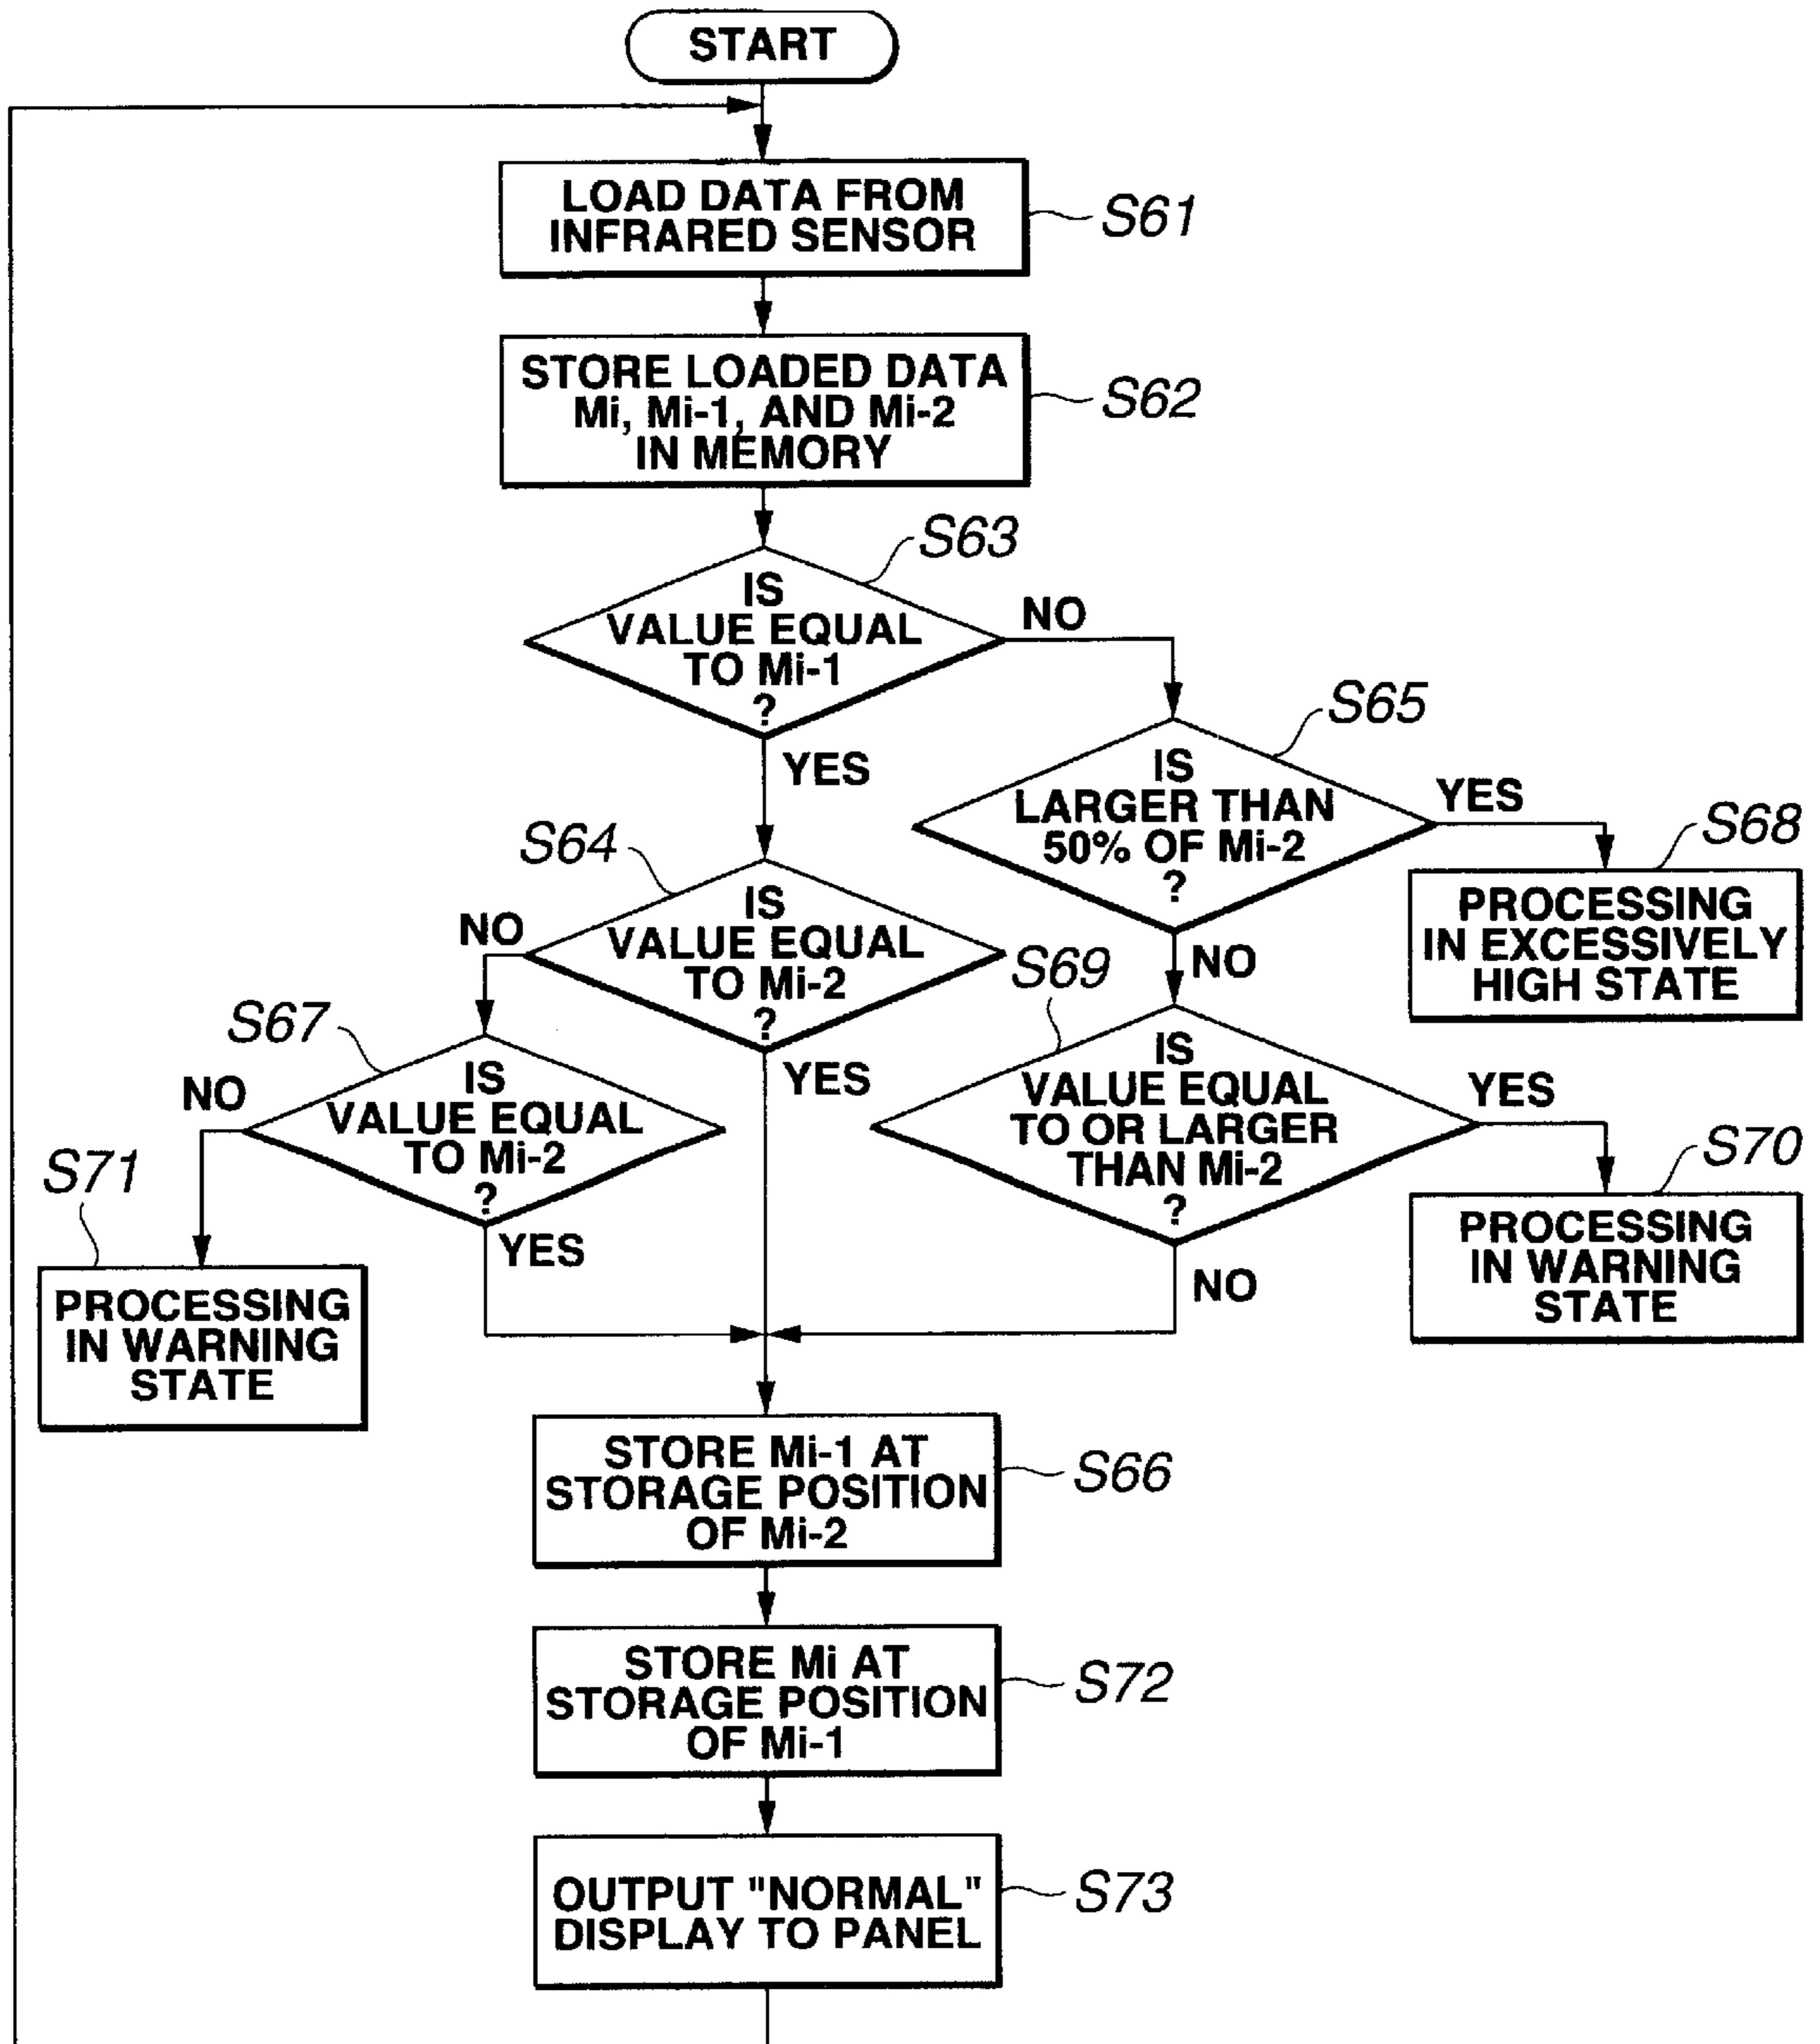 START
LOAD DATA FROM
INFRARED SENSOR
S61
STORE LOADED DATA
Mi, Mi-1, AND Mi-2
IN MEMORY
S62
S63
IS
VALUE EQUAL
TO Mi-1
?
NO
YES
S65
IS
LARGER THAN
50% OF Mi-2
?
YES
NO
S68
PROCESSING
IN EXCESSIVELY
HIGH STATE
S64
IS
VALUE EQUAL
TO Mi-2
?
NO
YES
S69
IS
VALUE EQUAL
TO OR LARGER
THAN Mi-2
?
YES
NO
S70
PROCESSING
IN WARNING
STATE
S67
IS
VALUE EQUAL
TO Mi-2
?
NO
YES
S71
PROCESSING
IN WARNING
STATE
STORE Mi-1 AT
STORAGE POSITION
OF Mi-2
S66
STORE Mi AT
STORAGE POSITION
OF Mi-1
S72
OUTPUT "NORMAL"
DISPLAY TO PANEL
S73